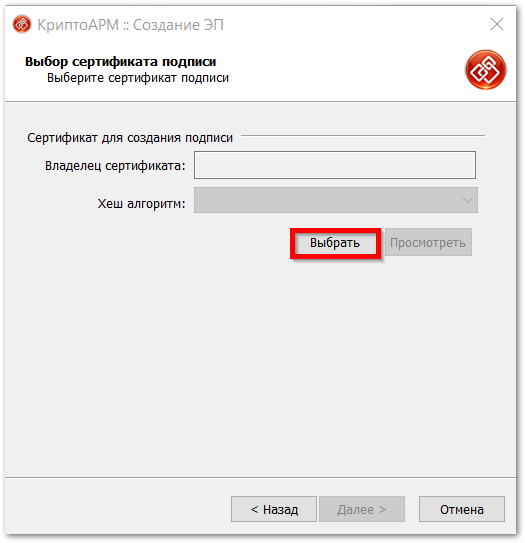 КриптоАРМ :: Создание ЭП
Выбор сертификата подписи
Выберите сертификат подписи
Сертификат для создания подписи
Владелец сертификата:
Хеш алгоритм:
Выбрать Просмотреть
< Назад Далее > Отмена